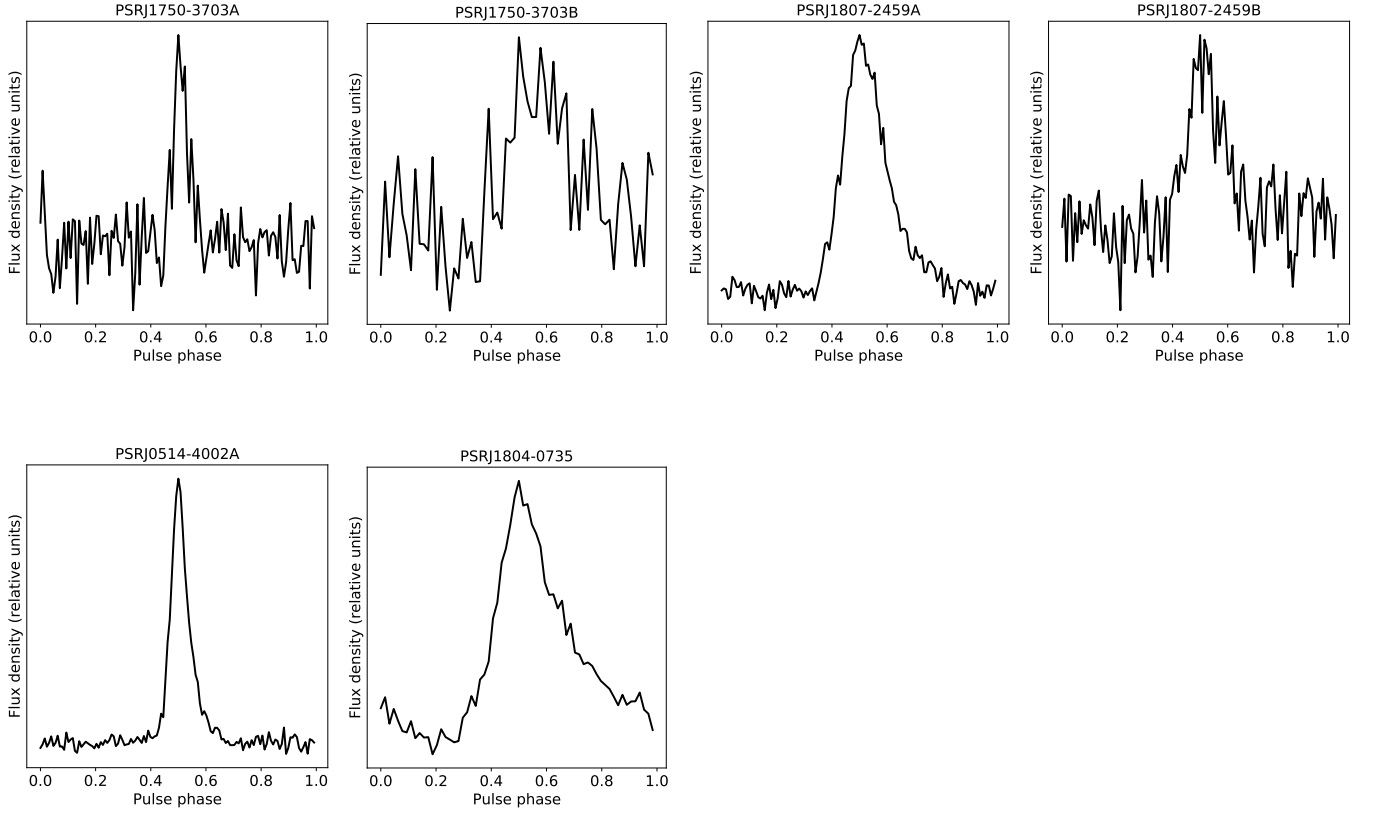 PSRJ1750-3703A
PSRJ1750-3703B
PSRJ1807-2459A
PSRJ1807-2459B
Flux density (relative units)
Flux density (relative units)
Flux density (relative units)
Flux density (relative units)
0.0 0.2 0.4 0.6 0.8 1.0
0.0 0.2 0.4 0.6 0.8 1.0
0.0 0.2 0.4 0.6 0.8 1.0
0.0 0.2 0.4 0.6 0.8 1.0
Pulse phase
Pulse phase
Pulse phase
Pulse phase
PSRJ0514-4002A
PSRJ1804-0735
Flux density (relative units)
Flux density (relative units)
0.0 0.2 0.4 0.6 0.8 1.0
0.0 0.2 0.4 0.6 0.8 1.0
Pulse phase
Pulse phase